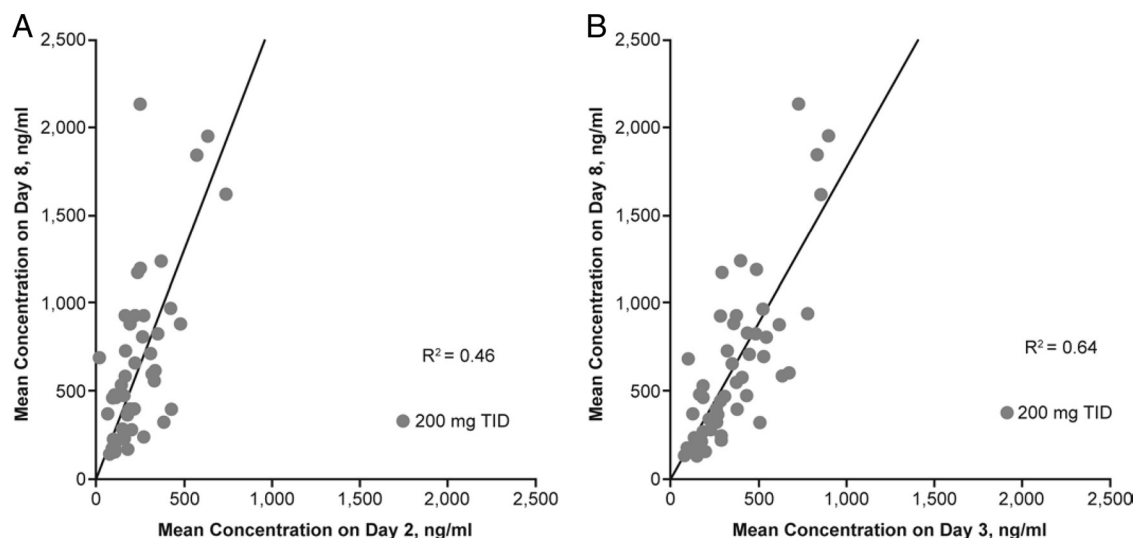 A
2,500
2,000
1,500
1,000
500
0
0
500
1,000
1,500
2,000
2,500
Mean Concentration on Day 8, ng/ml
Mean Concentration on Day 2, ng/ml
R² = 0.46
200 mg TID
B
2,500
2,000
1,500
1,000
500
0
0
500
1,000
1,500
2,000
2,500
Mean Concentration on Day 8, ng/ml
Mean Concentration on Day 3, ng/ml
R² = 0.64
200 mg TID